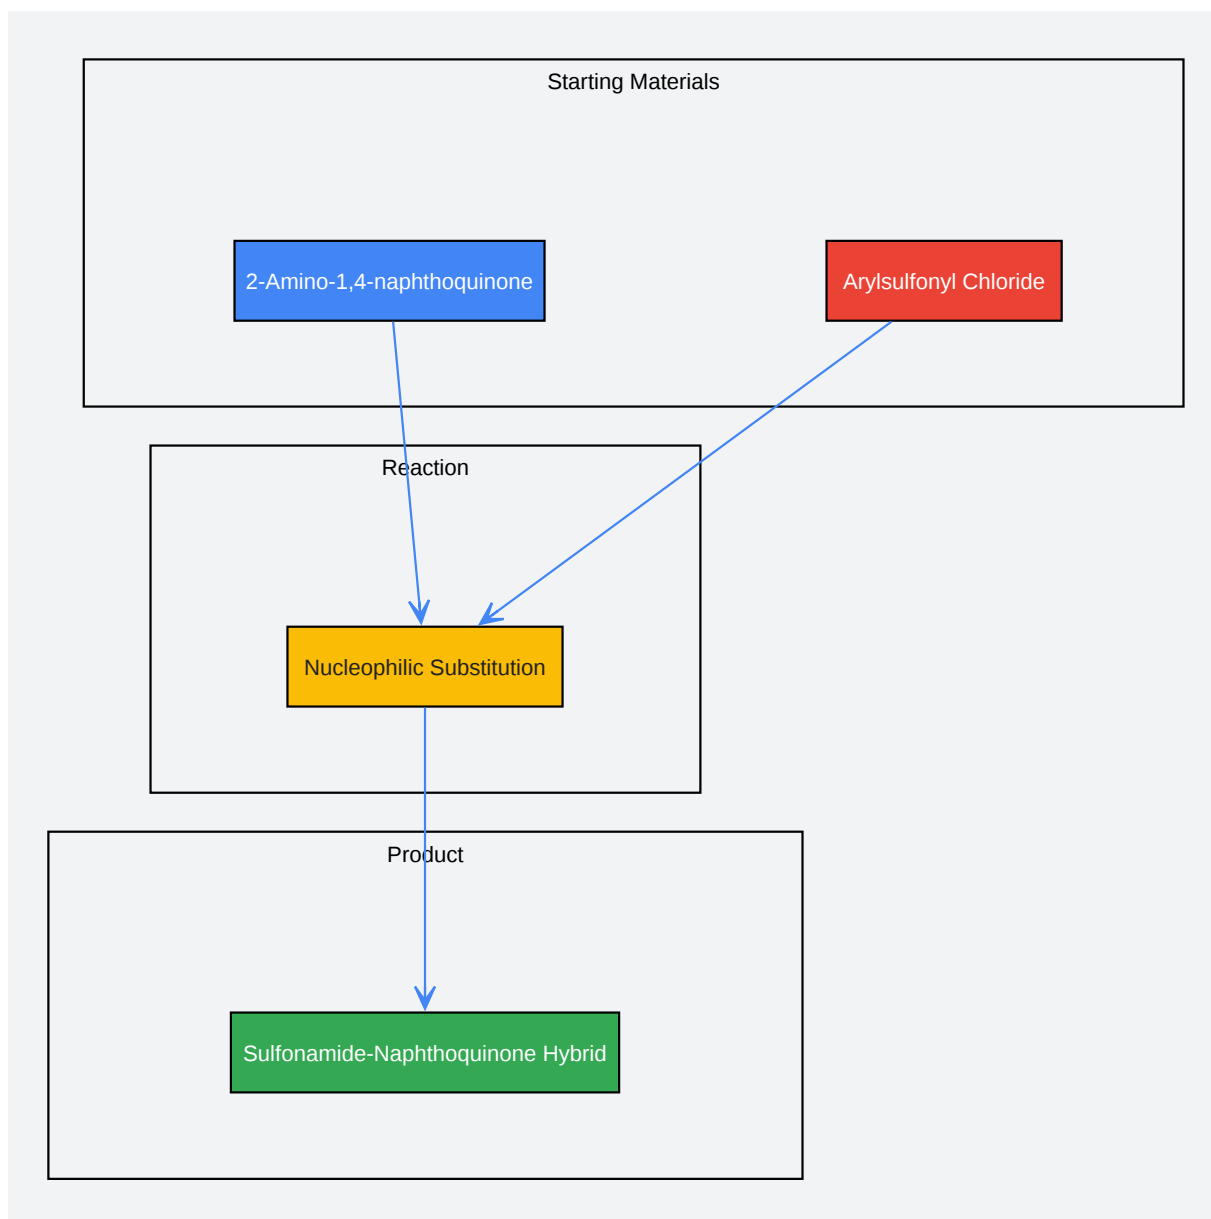 Starting Materials
2-Amino-1,4-naphthoquinone
Arylsulfonyl Chloride
Reaction
Nucleophilic Substitution
Product
Sulfonamide-Naphthoquinone Hybrid